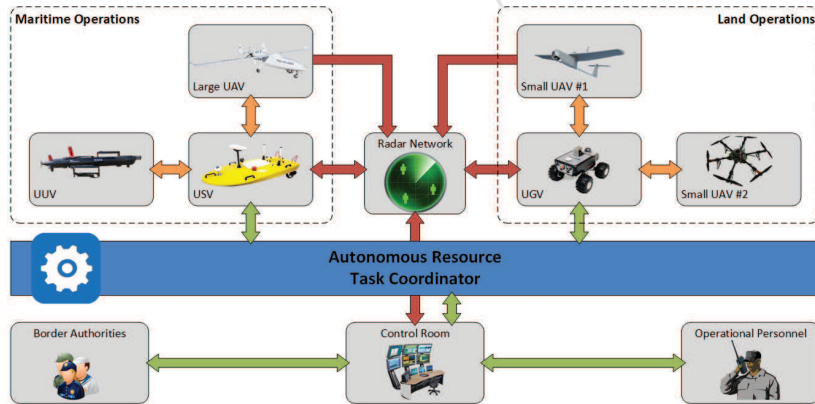 Maritime Operations
Land Operations
Large UAV
Small UAV #1
Radar Network
UUV
USV
UGV
Small UAV #2
Autonomous Resource
Task Coordinator
Border Authorities
Control Room
Operational Personnel